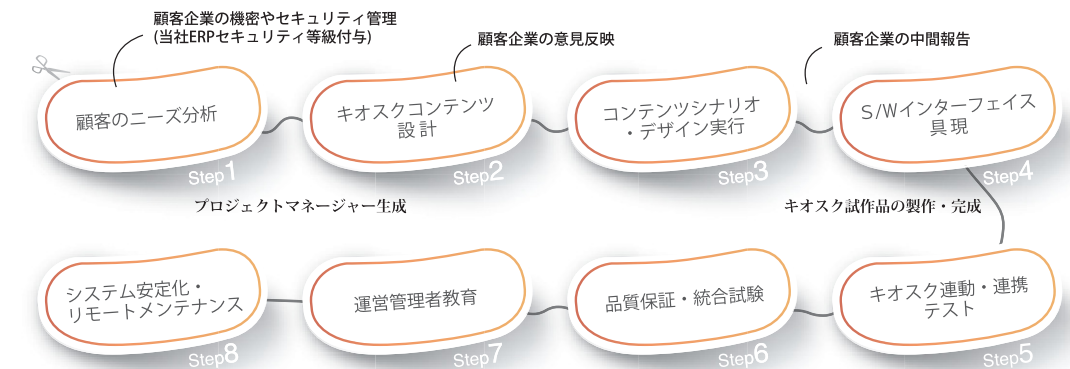 顧客企業の機密やセキュリティ管理
(当社ERPセキュリティ等級付与)
顧客企業の意見反映
顧客企業の中間報告
顧客のニーズ分析
Step1
キオスクコンテンツ
設計
Step2
コンテンツシナリオ
・デザイン実行
Step3
S/Wインターフェイス
具現
Step4
プロジェクトマネージャー生成
キオスク試作品の製作・完成
システム安定化・
リモートメンテナンス
Step8
運営管理者教育
Step7
品質保証・統合試験
Step6
キオスク連動・連携
テスト
Step5